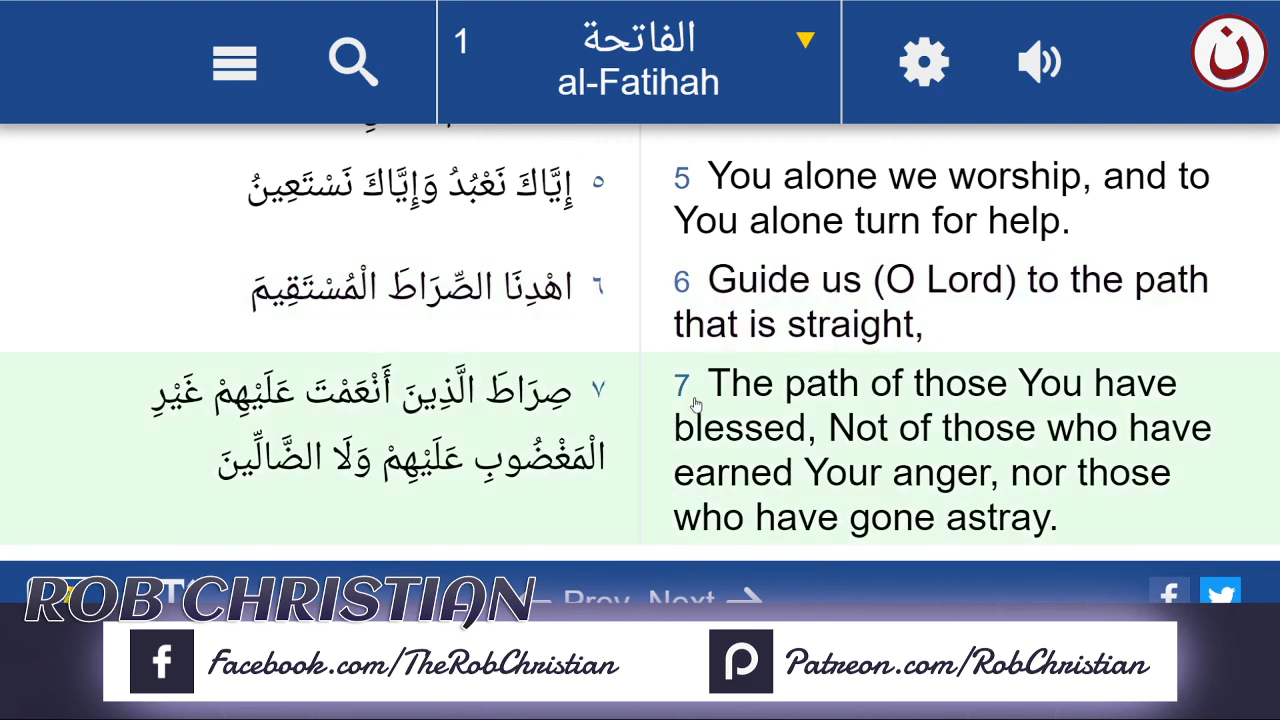 1
الفاتحة
al-Fatihah
ن
٥ إِيَّاكَ نَعْبُدُ وَإِيَّاكَ نَسْتَعِينُ
5 You alone we worship, and to
You alone turn for help.
٦ اهْدِنَا الصِّرَاطَ الْمُسْتَقِيمَ
6 Guide us (O Lord) to the path
that is straight,
٧ صِرَاطَ الَّذِينَ أَنْعَمْتَ عَلَيْهِمْ غَيْرِ
الْمَغْضُوبِ عَلَيْهِمْ وَلَا الضَّالِّينَ
7 The path of those You have
blessed, Not of those who have
earned Your anger, nor those
who have gone astray.
← Prev Next →
ROB CHRISTIAN
Facebook.com/TheRobChristian
Patreon.com/RobChristian